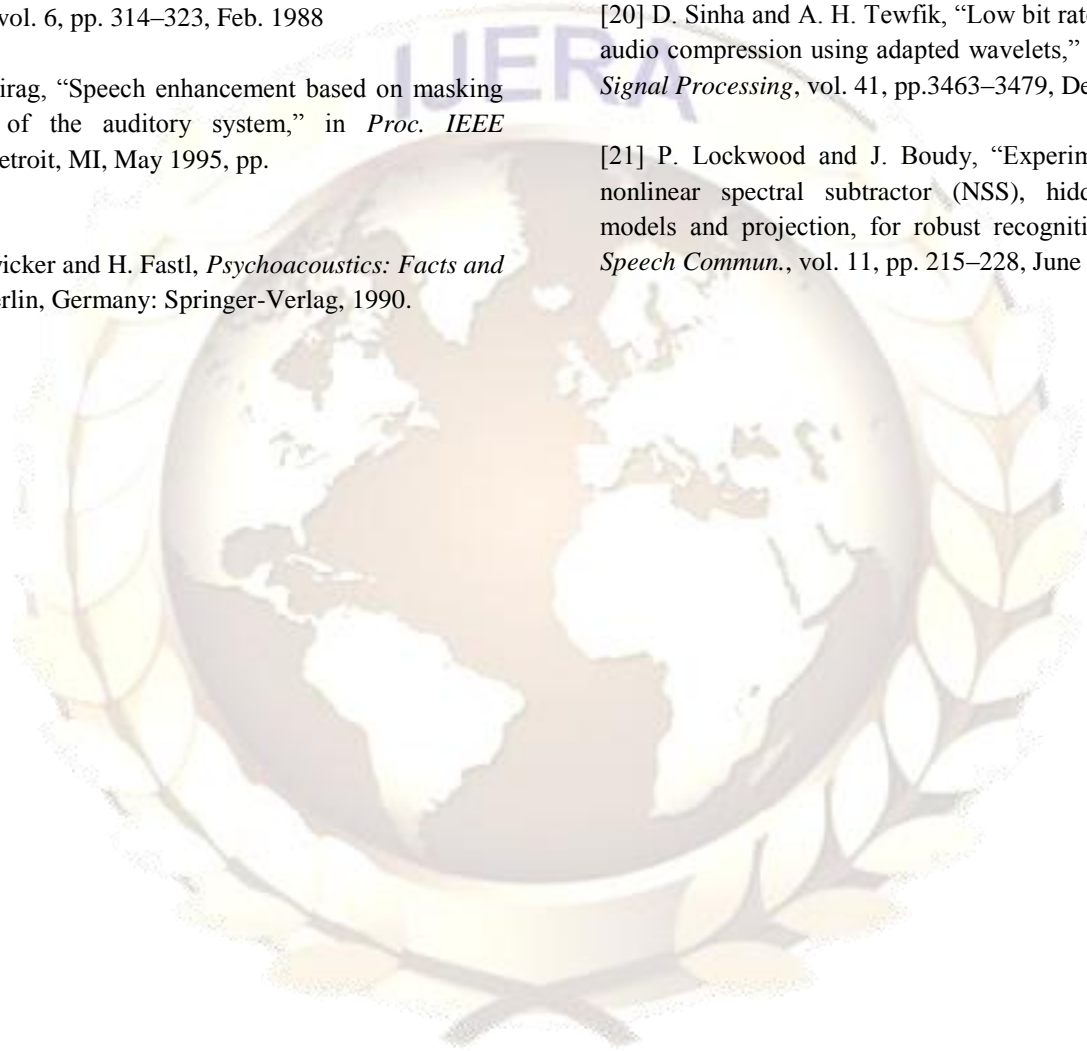 vol. 6, pp. 314–323, Feb. 1988
irag, “Speech enhancement based on masking
of the auditory system,” in Proc. IEEE
etroit, MI, May 1995, pp.
icker and H. Fastl, Psychoacoustics: Facts and
erlin, Germany: Springer-Verlag, 1990.
[20] D. Sinha and A. H. Tewfik, “Low bit rate
audio compression using adapted wavelets,”
Signal Processing, vol. 41, pp.3463–3479, De
[21] P. Lockwood and J. Boudy, “Experim
nonlinear spectral subtractor (NSS), hidd
models and projection, for robust recogniti
Speech Commun., vol. 11, pp. 215–228, June
IJERA